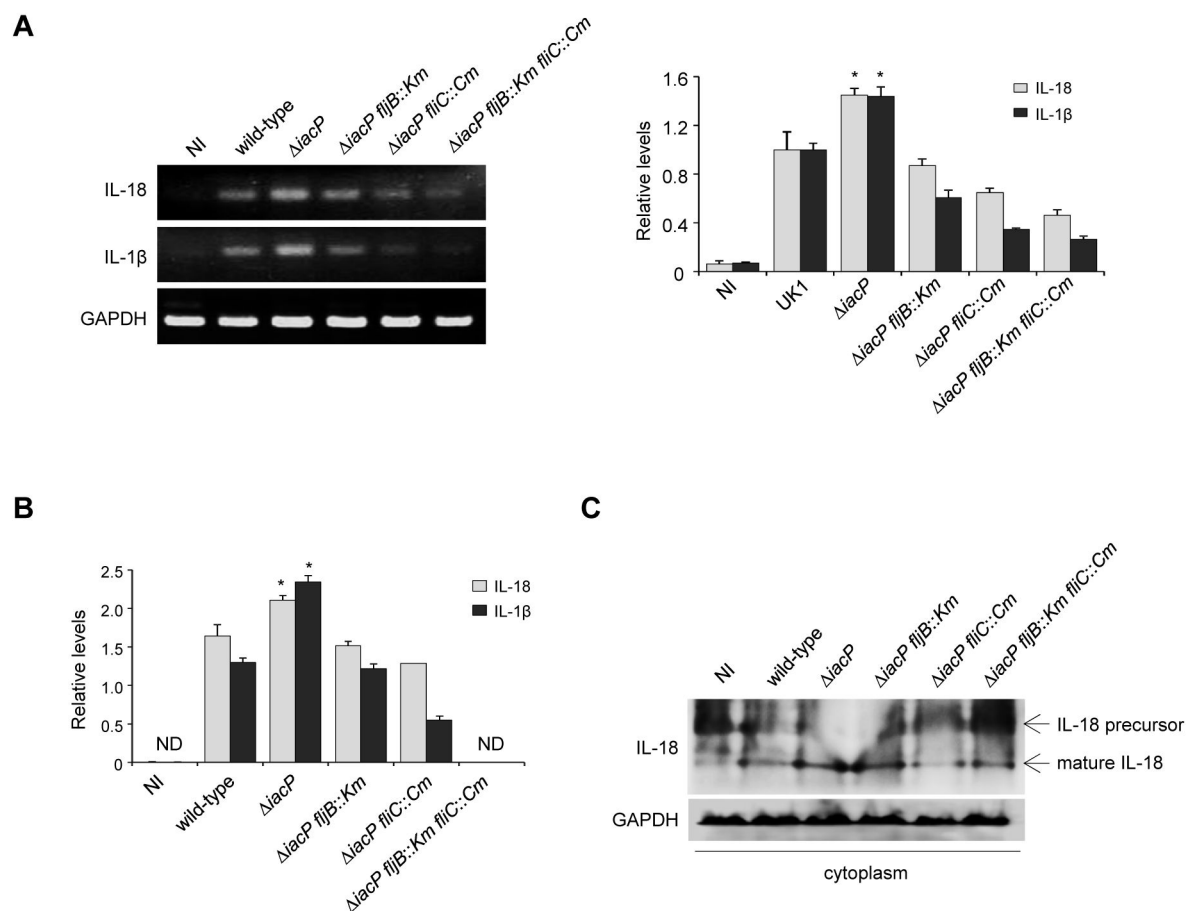 A
NI
wild-type
ΔiacP
ΔiacP fljB::Km
ΔiacP fliC::Cm
ΔiacP fljB::Km fliC::Cm
IL-18
IL-1β
GAPDH
Relative levels
1.6
1.2
0.8
0.4
0
* *
IL-18
IL-1β
NI
UK1
ΔiacP
ΔiacP fljB::Km
ΔiacP fliC::Cm
ΔiacP fljB::Km fliC::Cm
B
Relative levels
2.5
2.0
1.5
1.0
0.5
0
ND
* *
ND
IL-18
IL-1β
NI
wild-type
ΔiacP
ΔiacP fljB::Km
ΔiacP fliC::Cm
ΔiacP fljB::Km fliC::Cm
C
NI
wild-type
ΔiacP
ΔiacP fljB::Km
ΔiacP fliC::Cm
ΔiacP fljB::Km fliC::Cm
IL-18
IL-18 precursor
mature IL-18
GAPDH
cytoplasm